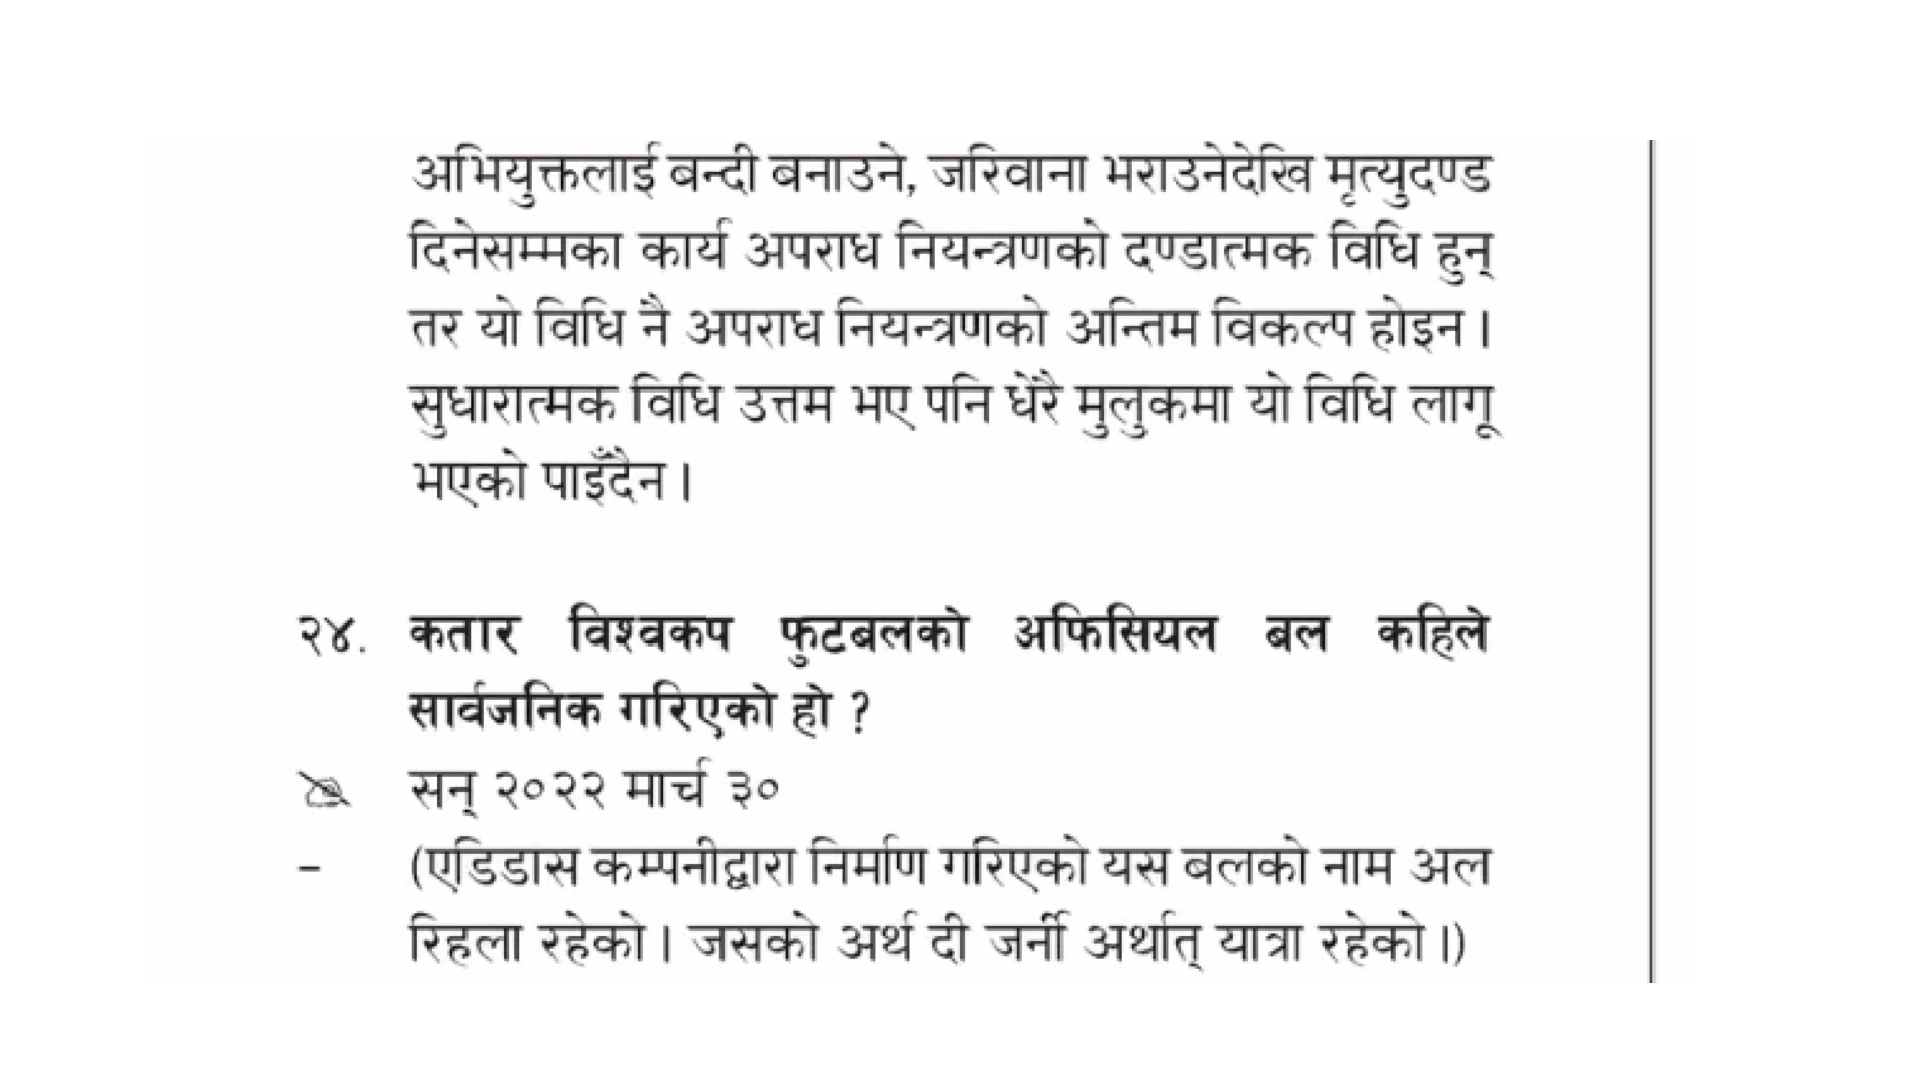 अभियुक्तलाई बन्दी बनाउने, जरिवाना भराउनेदेखि मृत्युदण्ड
दिनेसम्मका कार्य अपराध नियन्त्रणको दण्डात्मक विधि हुन्
तर यो विधि नै अपराध नियन्त्रणको अन्तिम विकल्प होइन ।
सुधारात्मक विधि उत्तम भए पनि धेरै मुलुकमा यो विधि लागू
भएको पाइँदैन ।
२४. कतार विश्वकप फुटबलको अफिसियल बल कहिले
सार्वजनिक गरिएको हो ?
सन् २०२२ मार्च ३०
- (एडिडास कम्पनीद्वारा निर्माण गरिएको यस बलको नाम अल
रिहला रहेको । जसको अर्थ दी जर्नी अर्थात् यात्रा रहेको ।)